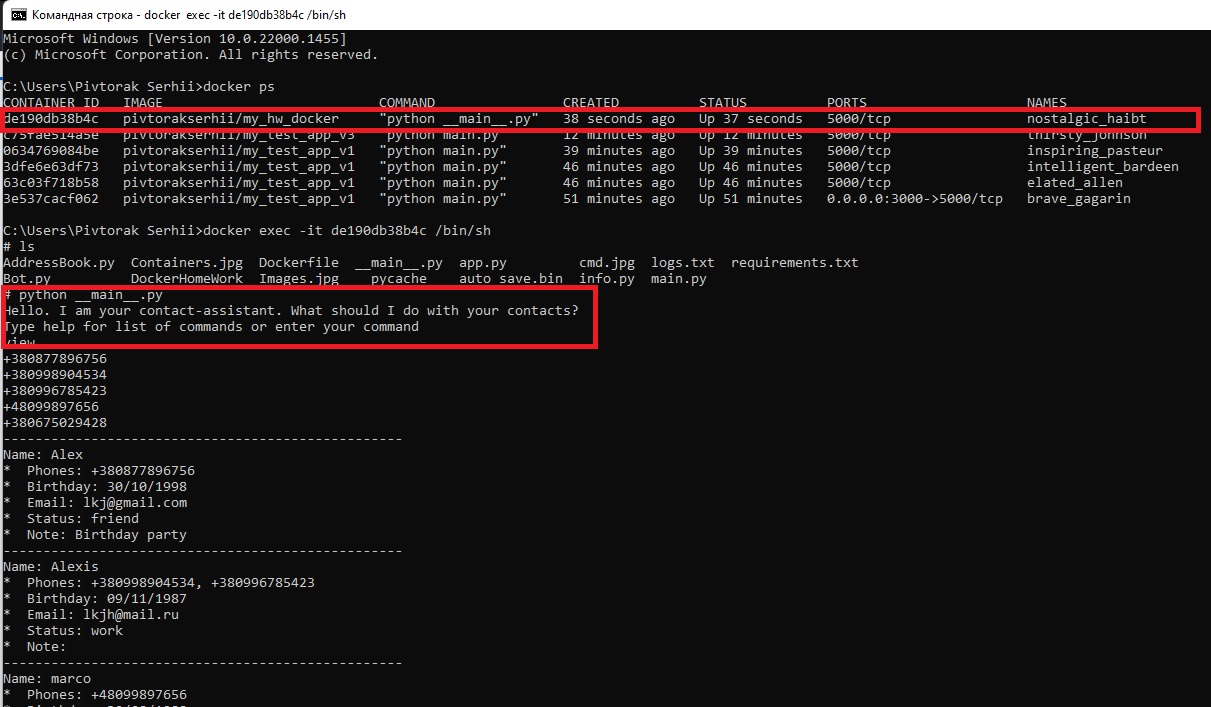 Командная строка - docker exec -it de190db38b4c /bin/sh
Microsoft Windows [Version 10.0.22000.1455]
(c) Microsoft Corporation. All rights reserved.
C:\Users\Pivtorak Serhii>docker ps
CONTAINER ID   IMAGE                           COMMAND                CREATED          STATUS          PORTS                    NAMES
de190db38b4c   pivtorakserhii/my_hw_docker     "python __main__.py"   38 seconds ago   Up 37 seconds   5000/tcp                 nostalgic_haibt
c75fae514a5e   pivtorakserhii/my_test_app_v3   "python main.py"       12 minutes ago   Up 12 minutes   5000/tcp                 thirsty_johnson
0634769084be   pivtorakserhii/my_test_app_v1   "python main.py"       39 minutes ago   Up 39 minutes   5000/tcp                 inspiring_pasteur
3dfe6e63df73   pivtorakserhii/my_test_app_v1   "python main.py"       46 minutes ago   Up 46 minutes   5000/tcp                 intelligent_bardeen
63c03f718b58   pivtorakserhii/my_test_app_v1   "python main.py"       46 minutes ago   Up 46 minutes   5000/tcp                 elated_allen
3e537cacf062   pivtorakserhii/my_test_app_v1   "python main.py"       51 minutes ago   Up 51 minutes   0.0.0.0:3000->5000/tcp   brave_gagarin
C:\Users\Pivtorak Serhii>docker exec -it de190db38b4c /bin/sh
# ls
AddressBook.py  Containers.jpg  Dockerfile  __main__.py  app.py         cmd.jpg  logs.txt  requirements.txt
Bot.py          DockerHomeWork  Images.jpg  __pycache__  auto_save.bin  info.py  main.py
# python __main__.py
Hello. I am your contact-assistant. What should I do with your contacts?
Type help for list of commands or enter your command
view
+380877896756
+380998904534
+380996785423
+48099897656
+380675029428
--------------------------------------------------
Name: Alex
*  Phones: +380877896756
*  Birthday: 30/10/1998
*  Email: lkj@gmail.com
*  Status: friend
*  Note: Birthday party
--------------------------------------------------
Name: Alexis
*  Phones: +380998904534, +380996785423
*  Birthday: 09/11/1987
*  Email: lkjh@mail.ru
*  Status: work
*  Note:
--------------------------------------------------
Name: marco
*  Phones: +48099897656